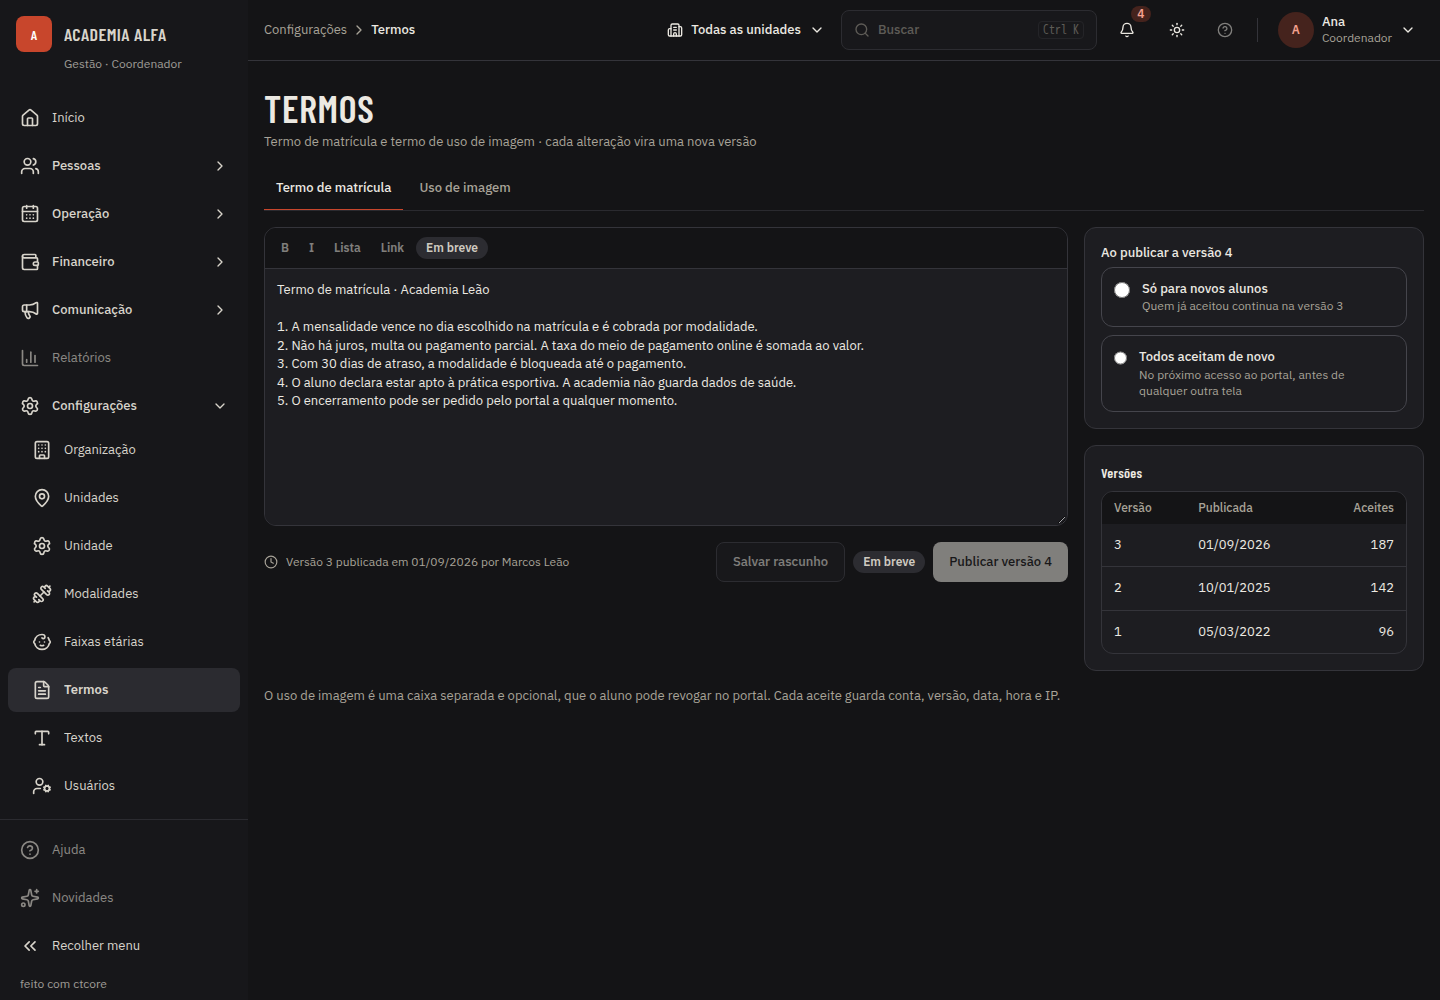 A
ACADEMIA ALFA
Gestão · Coordenador
Início
Pessoas
Operação
Financeiro
Comunicação
Relatórios
Configurações
Organização
Unidades
Unidade
Modalidades
Faixas etárias
Termos
Textos
Usuários
Ajuda
Novidades
Recolher menu
feito com ctcore
Configurações > Termos
Todas as unidades
Buscar
Ctrl K
4
A
Ana
Coordenador
TERMOS
Termo de matrícula e termo de uso de imagem · cada alteração vira uma nova versão
Termo de matrícula
Uso de imagem
B I Lista Link Em breve
Termo de matrícula · Academia Leão
1. A mensalidade vence no dia escolhido na matrícula e é cobrada por modalidade.
2. Não há juros, multa ou pagamento parcial. A taxa do meio de pagamento online é somada ao valor.
3. Com 30 dias de atraso, a modalidade é bloqueada até o pagamento.
4. O aluno declara estar apto à prática esportiva. A academia não guarda dados de saúde.
5. O encerramento pode ser pedido pelo portal a qualquer momento.
Versão 3 publicada em 01/09/2026 por Marcos Leão
Salvar rascunho
Em breve
Publicar versão 4
Ao publicar a versão 4
Só para novos alunos
Quem já aceitou continua na versão 3
Todos aceitam de novo
No próximo acesso ao portal, antes de
qualquer outra tela
Versões
Versão Publicada Aceites
3 01/09/2026 187
2 10/01/2025 142
1 05/03/2022 96
O uso de imagem é uma caixa separada e opcional, que o aluno pode revogar no portal. Cada aceite guarda conta, versão, data, hora e IP.